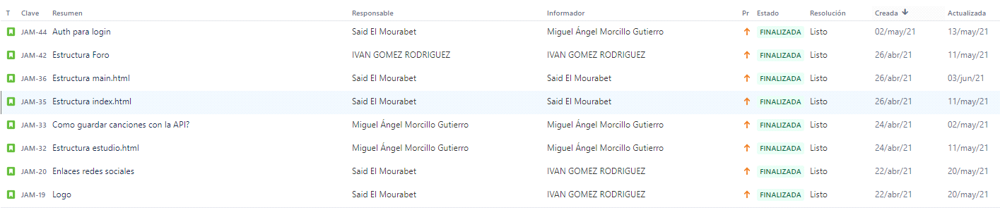 T Clave Resumen Responsable Informador Pr Estado Resolución Creada Actualizada
JAM-44 Auth para login Said El Mourabet Miguel Ángel Morcillo Gutierro FINALIZADA Listo 02/may/21 13/may/21
JAM-42 Estructura Foro IVAN GOMEZ RODRIGUEZ IVAN GOMEZ RODRIGUEZ FINALIZADA Listo 26/abr/21 11/may/21
JAM-36 Estructura main.html Said El Mourabet Said El Mourabet FINALIZADA Listo 26/abr/21 03/jun/21
JAM-35 Estructura index.html Said El Mourabet Said El Mourabet FINALIZADA Listo 26/abr/21 11/may/21
JAM-33 Como guardar canciones con la API? Miguel Ángel Morcillo Gutierro Miguel Ángel Morcillo Gutierro FINALIZADA Listo 24/abr/21 02/may/21
JAM-32 Estructura estudio.html Miguel Ángel Morcillo Gutierro Miguel Ángel Morcillo Gutierro FINALIZADA Listo 24/abr/21 11/may/21
JAM-20 Enlaces redes sociales Said El Mourabet IVAN GOMEZ RODRIGUEZ FINALIZADA Listo 22/abr/21 20/may/21
JAM-19 Logo Said El Mourabet IVAN GOMEZ RODRIGUEZ FINALIZADA Listo 22/abr/21 20/may/21